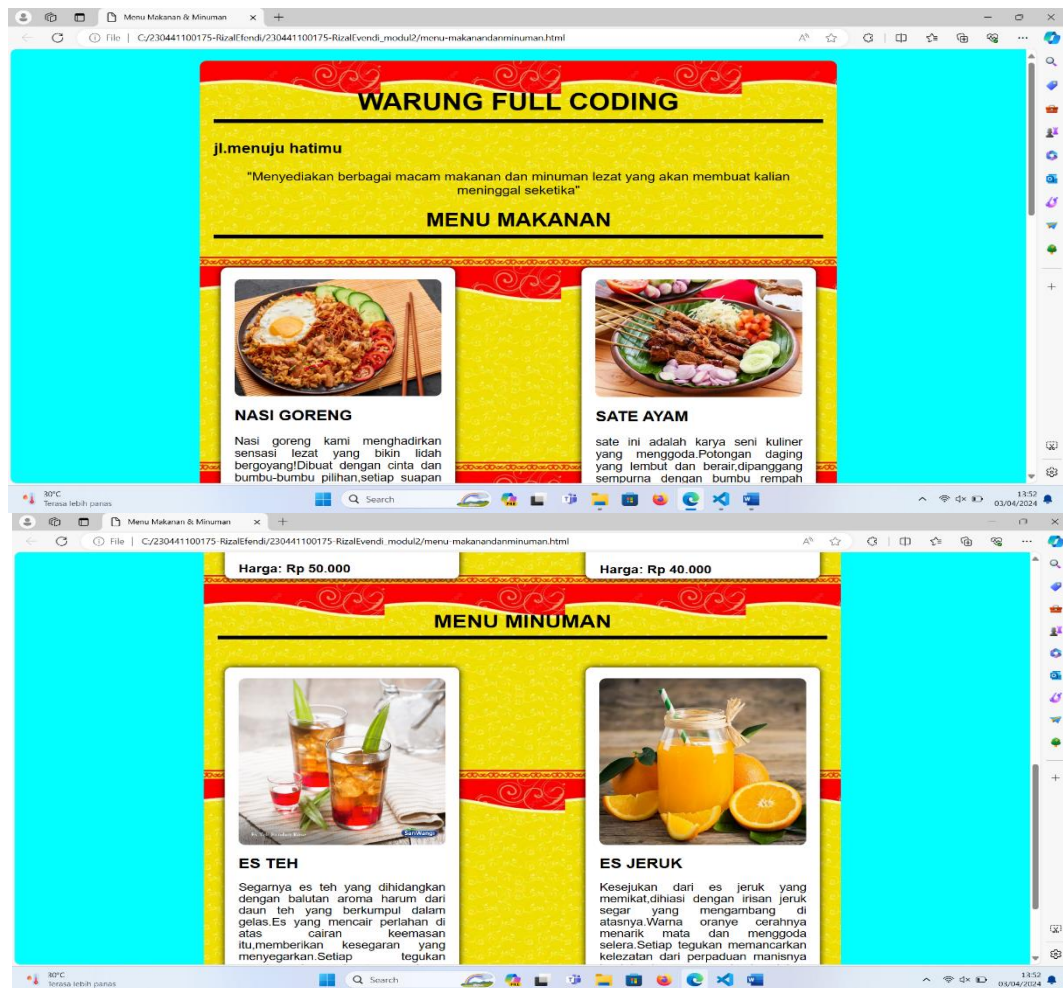 Menu Makanan & Minuman
File | C:/230441100175-RizalEfendi/230441100175-RizalEvendi_modul2/menu-makanandanminuman.html
WARUNG FULL CODING
jl.menuju hatimu
"Menyediakan berbagai macam makanan dan minuman lezat yang akan membuat kalian
meninggal seketika"
MENU MAKANAN
NASI GORENG
Nasi goreng kami menghadirkan
sensasi lezat yang bikin lidah
bergoyang!Dibuat dengan cinta dan
bumbu-bumbu pilihan,setiap suapan
SATE AYAM
sate ini adalah karya seni kuliner
yang menggoda.Potongan daging
yang lembut dan berair,dipanggang
sempurna dengan bumbu rempah
30°C
Terasa lebih panas
Search
13:52
03/04/2024
Menu Makanan & Minuman
File | C:/230441100175-RizalEfendi/230441100175-RizalEvendi_modul2/menu-makanandanminuman.html
Harga: Rp 50.000
Harga: Rp 40.000
MENU MINUMAN
SariWangi
ES TEH
Segarnya es teh yang dihidangkan
dengan balutan aroma harum dari
daun teh yang berkumpul dalam
gelas.Es yang mencair perlahan di
atas cairan keemasan
itu,memberikan kesegaran yang
menyegarkan.Setiap tegukan
ES JERUK
Kesejukan dari es jeruk yang
memikat,dihiasi dengan irisan jeruk
segar yang mengambang di
atasnya.Warna oranye cerahnya
menarik mata dan menggoda
selera.Setiap tegukan memancarkan
kelezatan dari perpaduan manisnya
30°C
Terasa lebih panas
Search
13:52
03/04/2024